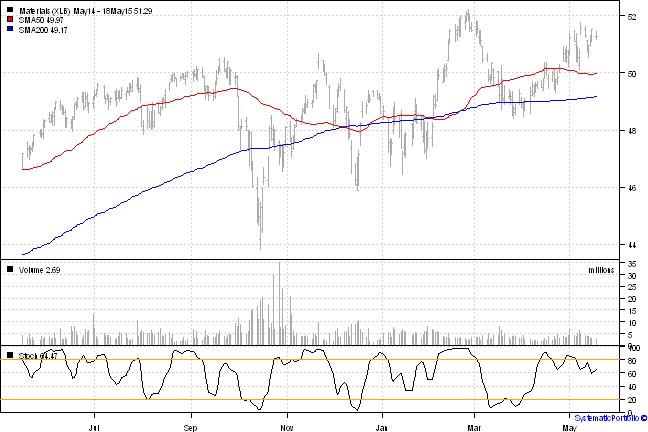 Materials (XLB) May14 - 18May15 51.29
SMA50 49.97
SMA200 49.17
52
50
48
46
44
Volume 2.69
millions
35
30
25
20
15
10
5
Stoch 64.47
100
80
60
40
20
0
Jul Sep Nov Jan Mar May
SystematicPortfolio ©